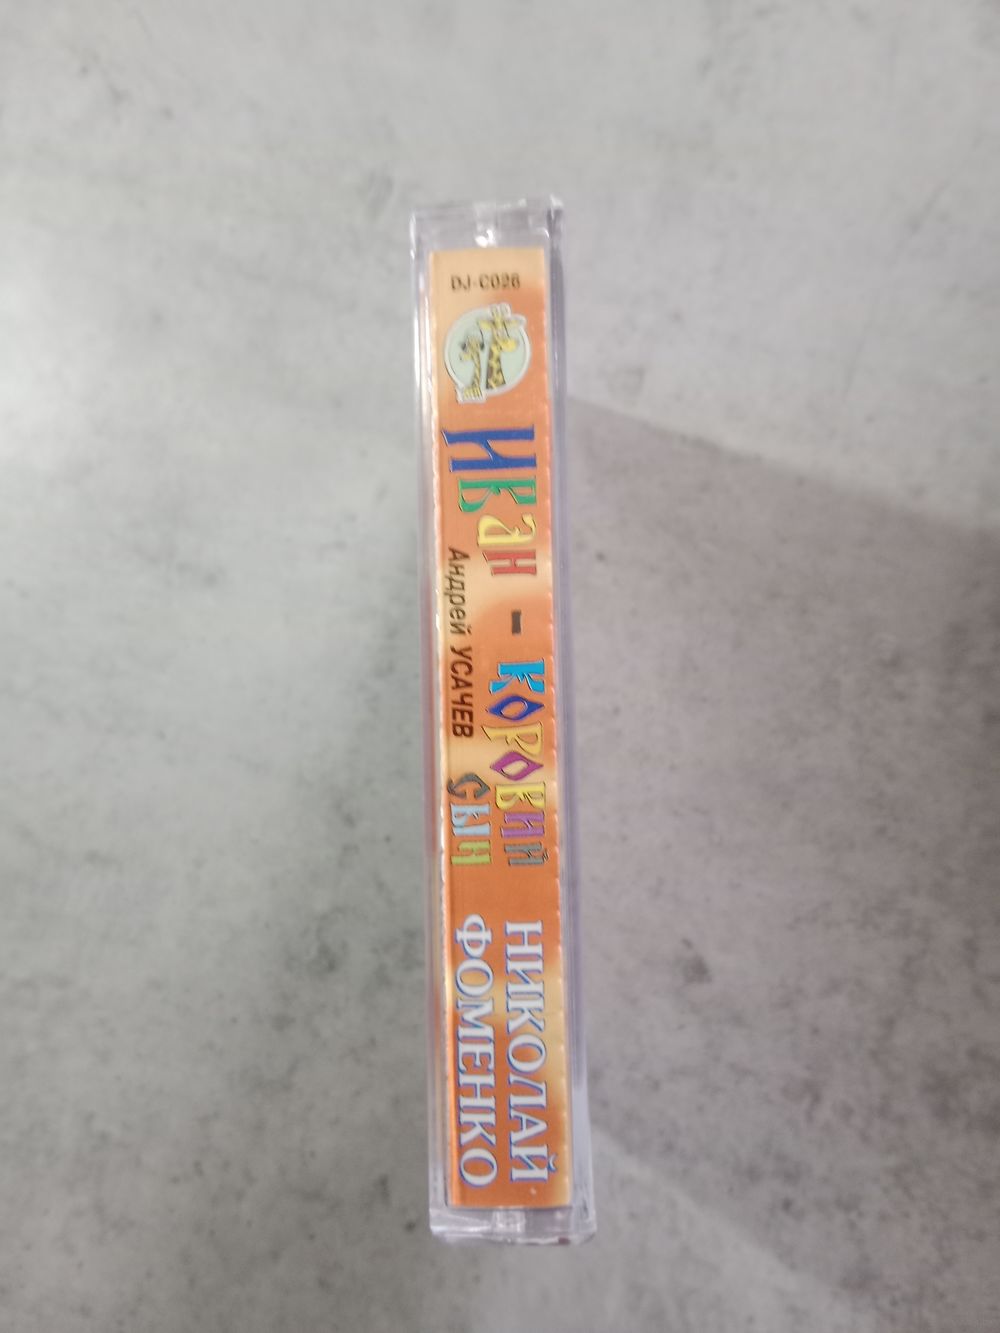 DJ-C026
Иван - коровий
сын
Андрей УСАЧЕВ
НИКОЛАЙ
ФОМЕНКО